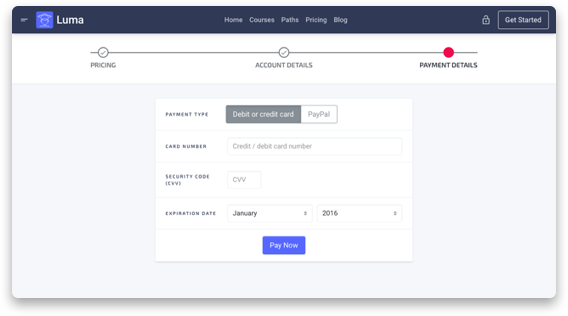 Luma
Home Courses Paths Pricing Blog
Get Started
PRICING
ACCOUNT DETAILS
PAYMENT DETAILS
PAYMENT TYPE
Debit or credit card
PayPal
CARD NUMBER
Credit / debit card number
SECURITY CODE
(CVV)
CVV
EXPIRATION DATE
January
2016
Pay Now